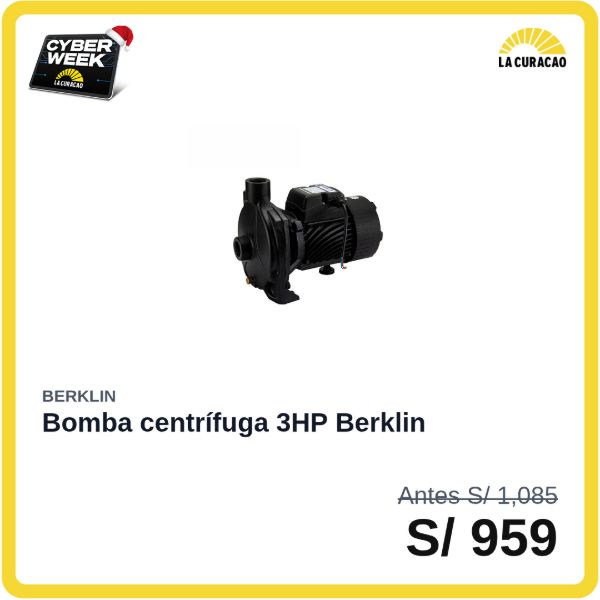 CYBER
WEEK
LA CURACAO
LA CURACAO
BERKLIN
Bomba centrífuga 3HP Berklin
Antes S/ 1,085
S/ 959